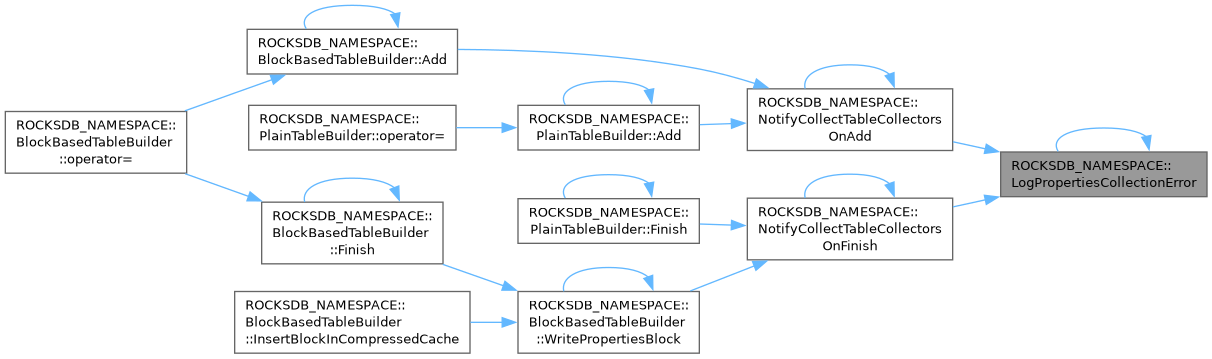 ROCKSDB_NAMESPACE::
BlockBasedTableBuilder::Add
ROCKSDB_NAMESPACE::
BlockBasedTableBuilder
::operator=
ROCKSDB_NAMESPACE::
PlainTableBuilder::operator=
ROCKSDB_NAMESPACE::
PlainTableBuilder::Add
ROCKSDB_NAMESPACE::
NotifyCollectTableCollectors
OnAdd
ROCKSDB_NAMESPACE::
LogPropertiesCollectionError
ROCKSDB_NAMESPACE::
BlockBasedTableBuilder
::Finish
ROCKSDB_NAMESPACE::
PlainTableBuilder::Finish
ROCKSDB_NAMESPACE::
NotifyCollectTableCollectors
OnFinish
ROCKSDB_NAMESPACE::
BlockBasedTableBuilder
::InsertBlockInCompressedCache
ROCKSDB_NAMESPACE::
BlockBasedTableBuilder
::WritePropertiesBlock